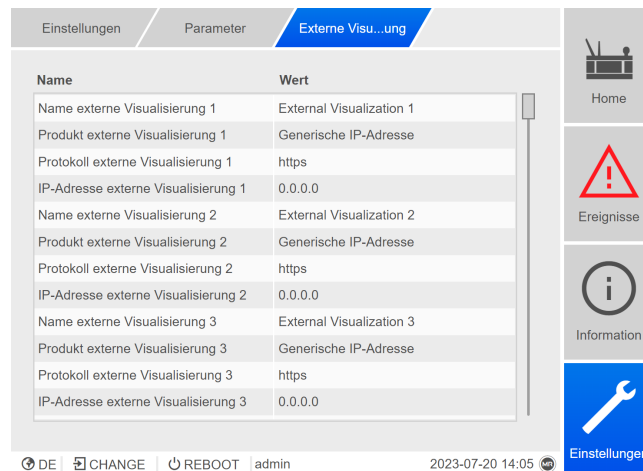 Einstellungen Parameter Externe Visu...ung
Name Wert
Name externe Visualisierung 1 External Visualization 1
Produkt externe Visualisierung 1 Generische IP-Adresse
Protokoll externe Visualisierung 1 https
IP-Adresse externe Visualisierung 1 0.0.0.0
Name externe Visualisierung 2 External Visualization 2
Produkt externe Visualisierung 2 Generische IP-Adresse
Protokoll externe Visualisierung 2 https
IP-Adresse externe Visualisierung 2 0.0.0.0
Name externe Visualisierung 3 External Visualization 3
Produkt externe Visualisierung 3 Generische IP-Adresse
Protokoll externe Visualisierung 3 https
IP-Adresse externe Visualisierung 3 0.0.0.0
Home
Ereignisse
Information
Einstellungen
DE CHANGE REBOOT admin 2023-07-20 14:05 MR